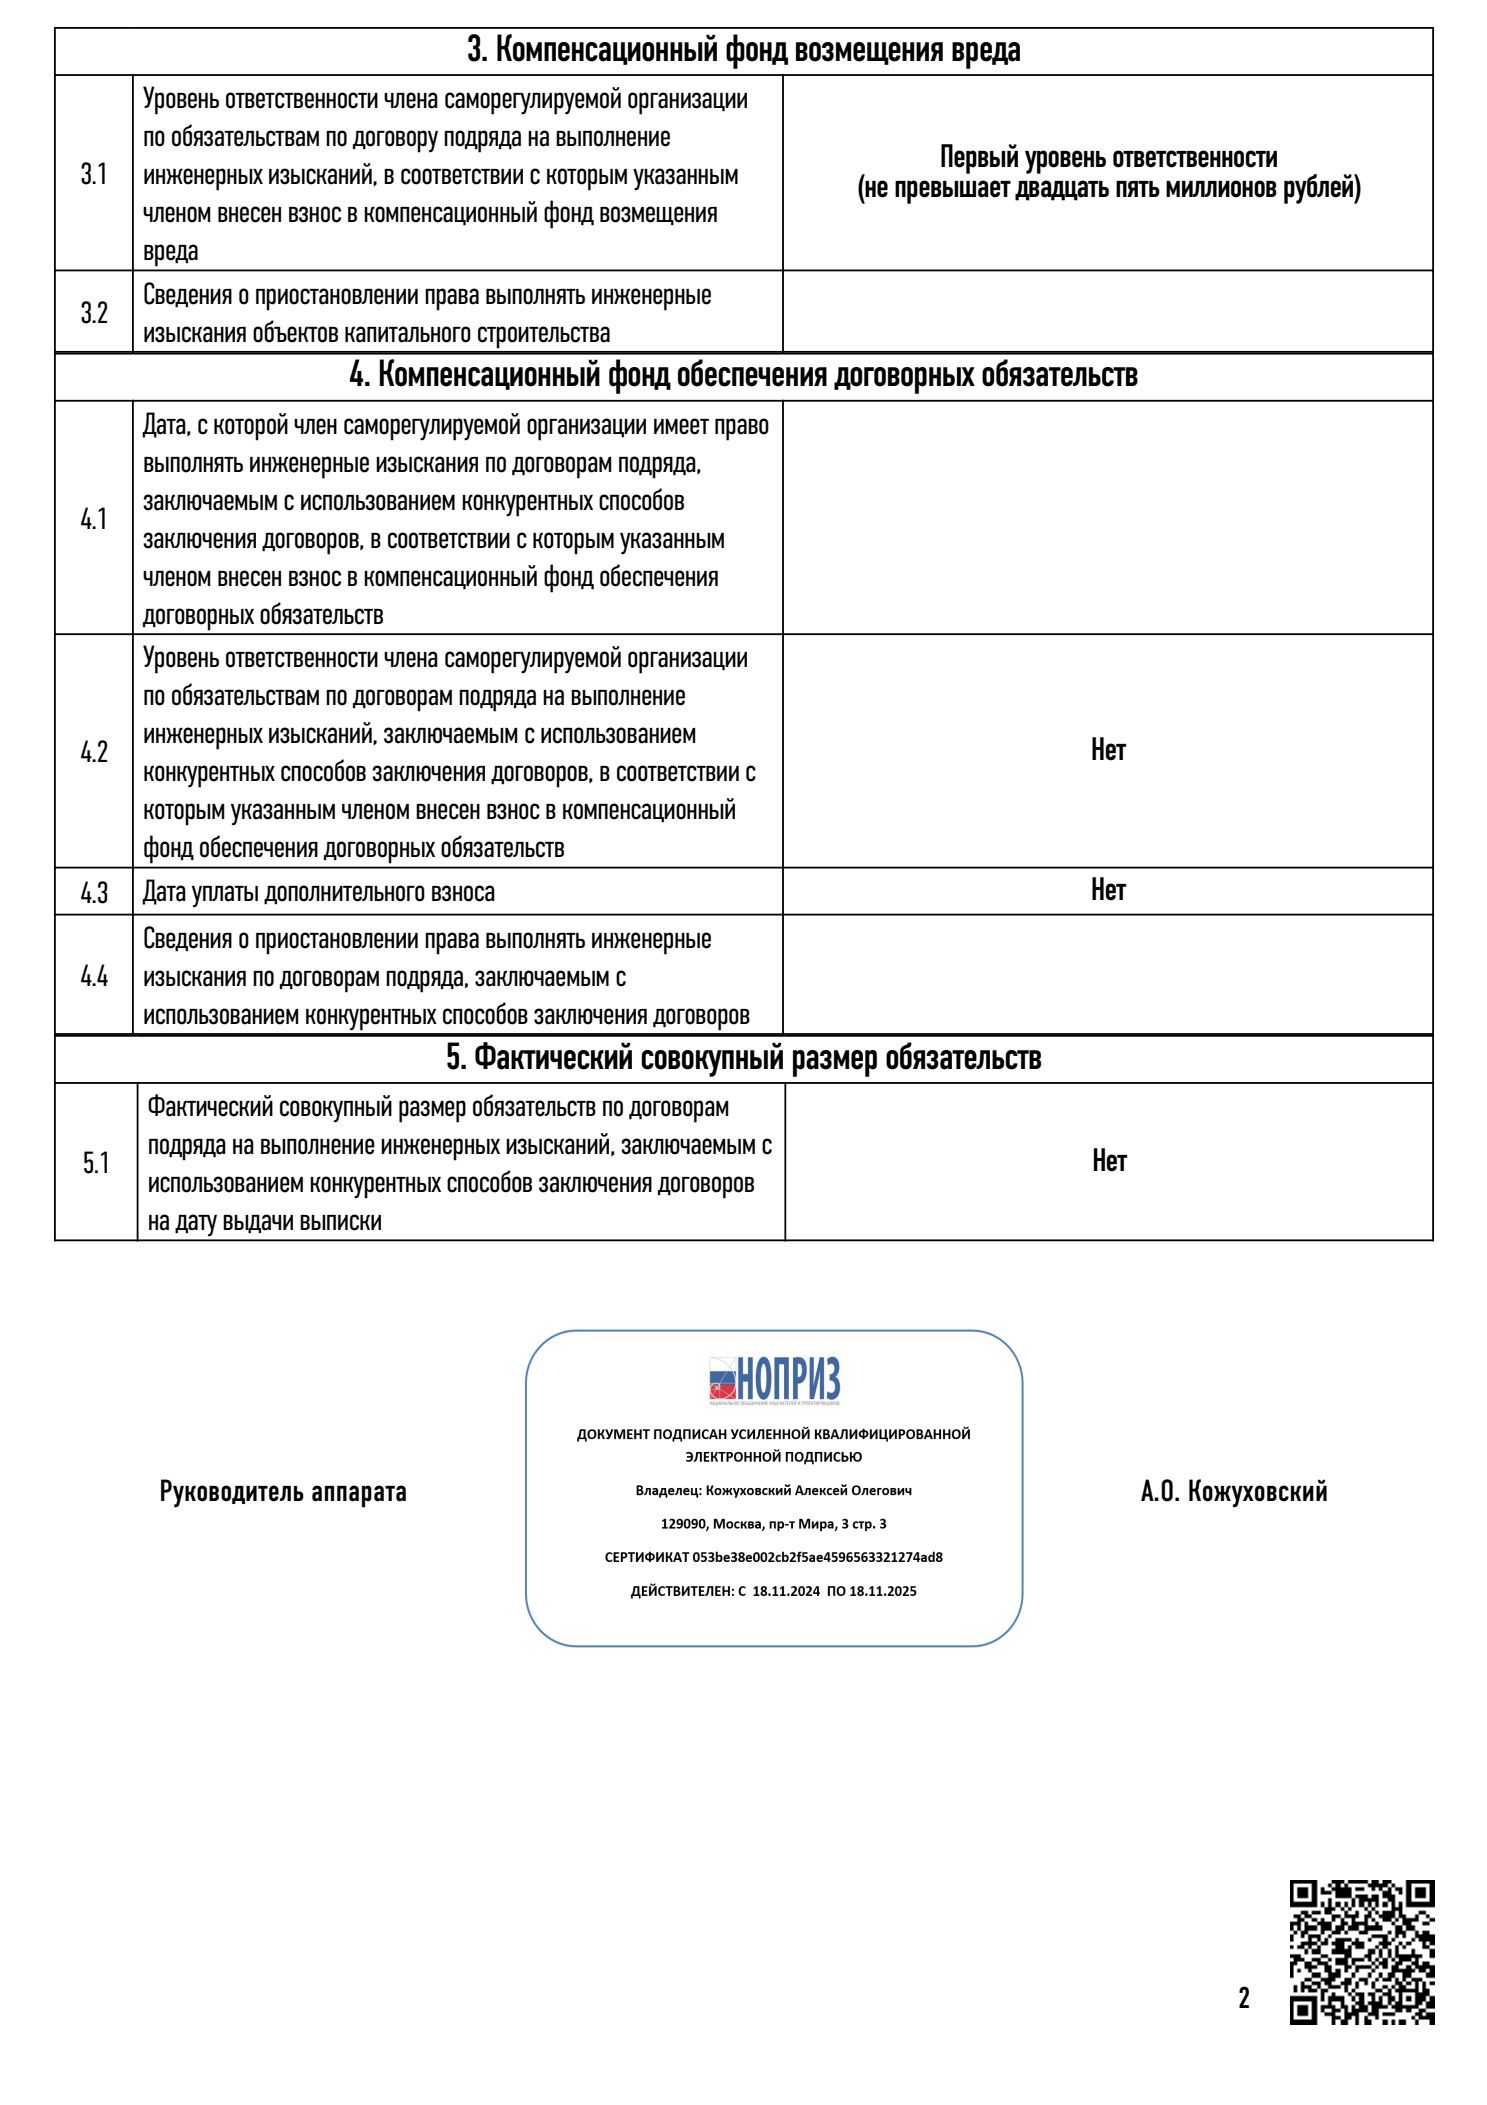 3. Компенсационный фонд возмещения вреда
3.1
Уровень ответственности члена саморегулируемой организации
по обязательствам по договору подряда на выполнение
инженерных изысканий, в соответствии с которым указанным
членом внесен взнос в компенсационный фонд возмещения
вреда
Первый уровень ответственности
(не превышает двадцать пять миллионов рублей)
3.2
Сведения о приостановлении права выполнять инженерные
изыскания объектов капитального строительства
4. Компенсационный фонд обеспечения договорных обязательств
4.1
Дата, с которой член саморегулируемой организации имеет право
выполнять инженерные изыскания по договорам подряда,
заключаемым с использованием конкурентных способов
заключения договоров, в соответствии с которым указанным
членом внесен взнос в компенсационный фонд обеспечения
договорных обязательств
4.2
Уровень ответственности члена саморегулируемой организации
по обязательствам по договорам подряда на выполнение
инженерных изысканий, заключаемым с использованием
конкурентных способов заключения договоров, в соответствии с
которым указанным членом внесен взнос в компенсационный
фонд обеспечения договорных обязательств
Нет
4.3
Дата уплаты дополнительного взноса
Нет
4.4
Сведения о приостановлении права выполнять инженерные
изыскания по договорам подряда, заключаемым с
использованием конкурентных способов заключения договоров
5. Фактический совокупный размер обязательств
5.1
Фактический совокупный размер обязательств по договорам
подряда на выполнение инженерных изысканий, заключаемым с
использованием конкурентных способов заключения договоров
на дату выдачи выписки
Нет
Руководитель аппарата
НОПРИЗ
НАЦИОНАЛЬНОЕ ОБЪЕДИНЕНИЕ ИЗЫСКАТЕЛЕЙ И ПРОЕКТИРОВЩИКОВ
ДОКУМЕНТ ПОДПИСАН УСИЛЕННОЙ КВАЛИФИЦИРОВАННОЙ
ЭЛЕКТРОННОЙ ПОДПИСЬЮ
Владелец: Кожуховский Алексей Олегович
129090, Москва, пр-т Мира, 3 стр. 3
СЕРТИФИКАТ 053be38e002cb2f5ae4596563321274ad8
ДЕЙСТВИТЕЛЕН: С 18.11.2024 ПО 18.11.2025
А.О. Кожуховский
2